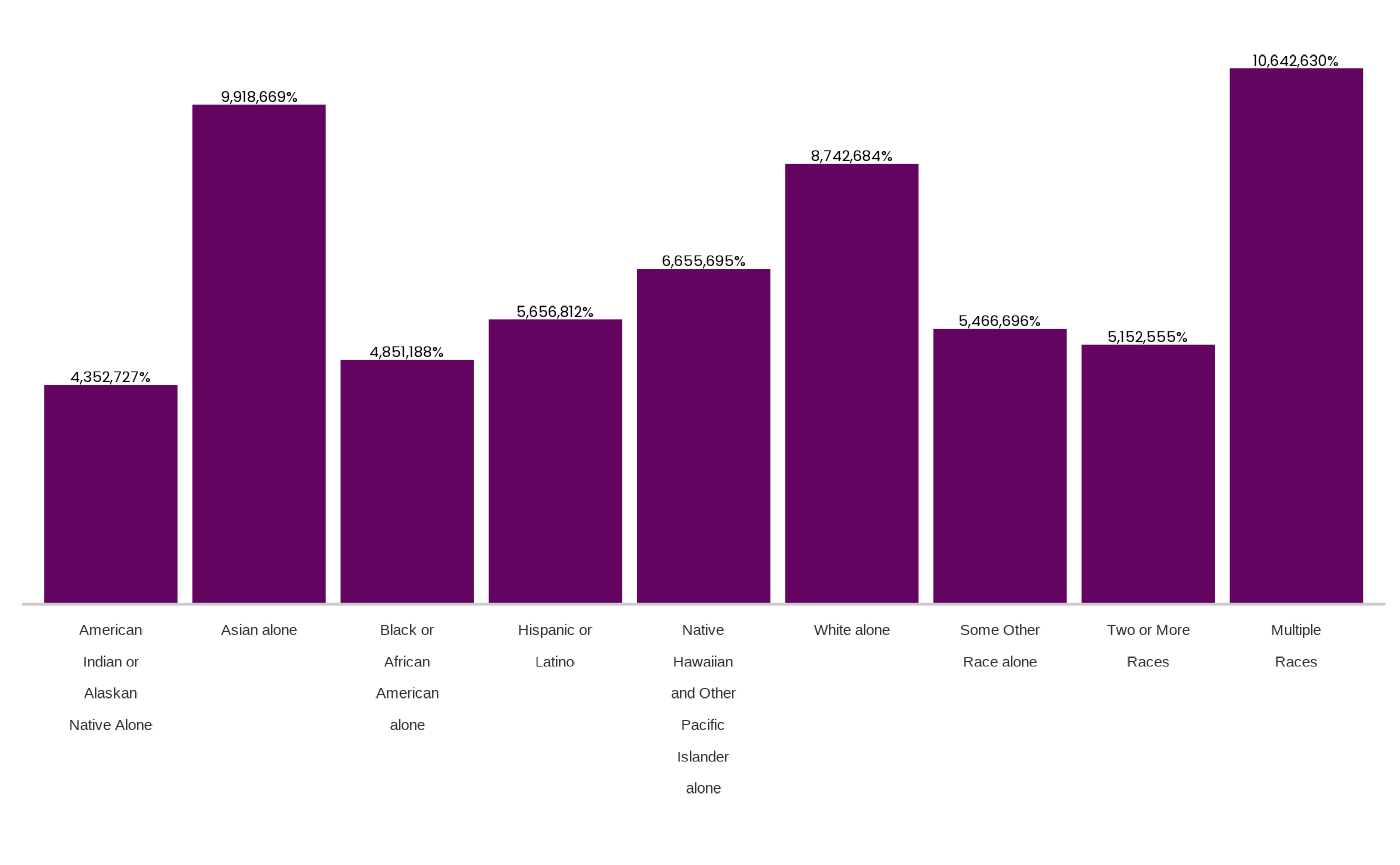 10,642,630%
9,918,669%
8,742,684%
6,655,695%
5,656,812%
5,466,696%
5,152,555%
4,851,188%
4,352,727%
American
Indian or
Alaskan
Native Alone
Asian alone
Black or
African
American
alone
Hispanic or
Latino
Native
Hawaiian
and Other
Pacific
Islander
alone
White alone
Some Other
Race alone
Two or More
Races
Multiple
Races